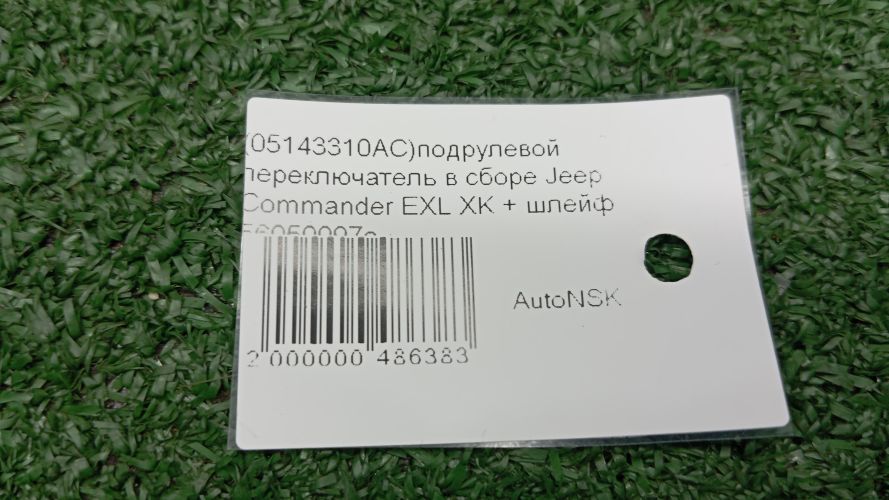 (05143310AC)подрулевой
переключатель в сборе Jeep
Commander EXL XK + шлейф
AutoNSK
2 000000 486383